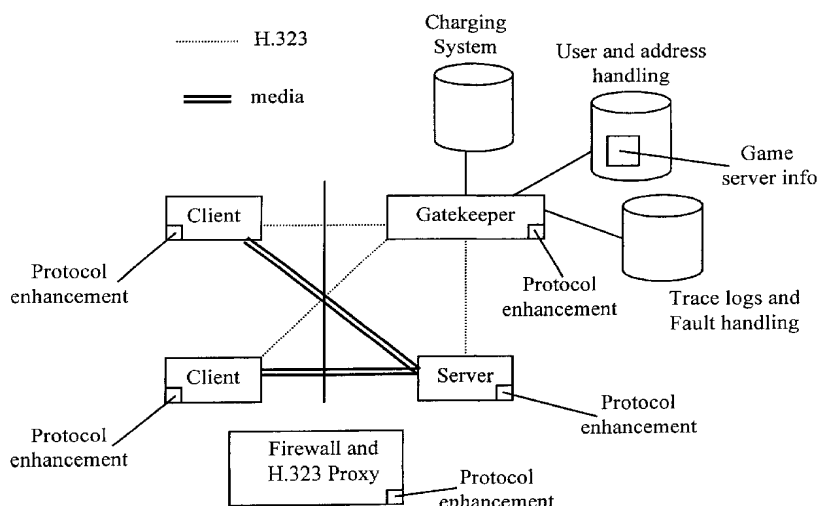 H.323
media
Charging
System
User and address
handling
Game
server info
Client
Gatekeeper
Protocol
enhancement
Protocol
enhancement
Trace logs and
Fault handling
Client
Server
Protocol
enhancement
Protocol
enhancement
Firewall and
H.323 Proxy
Protocol
enhancement